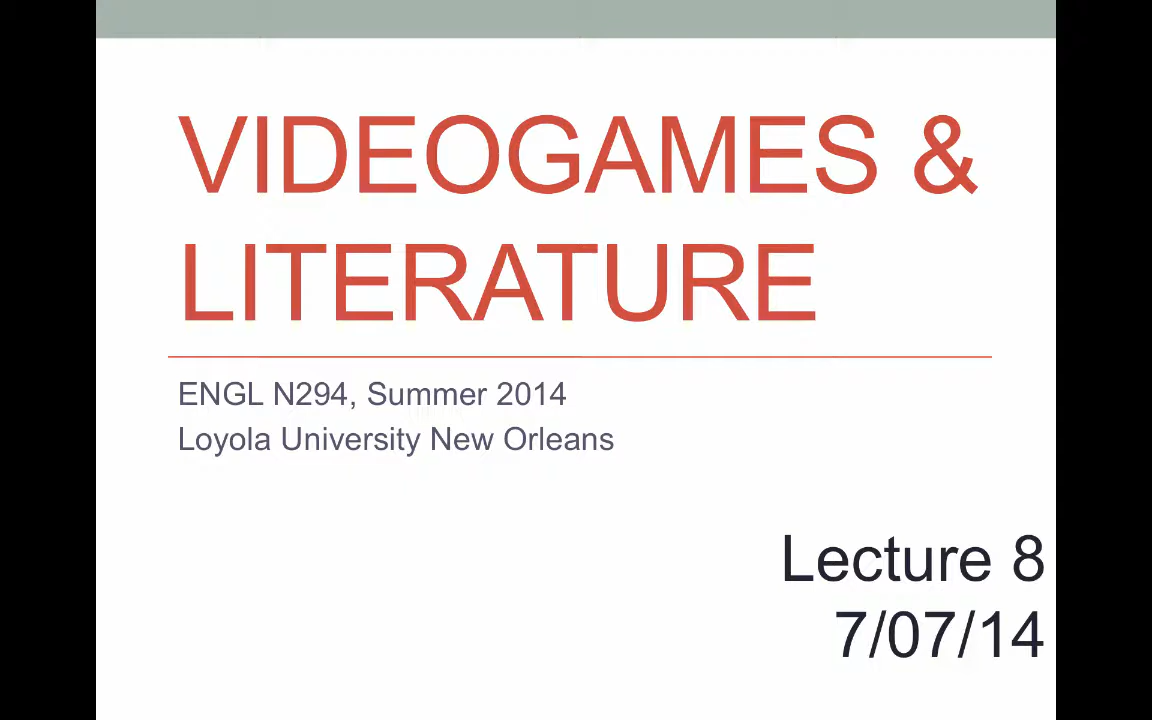 VIDEOGAMES &
LITERATURE
ENGL N294, Summer 2014
Loyola University New Orleans
Lecture 8
7/07/14